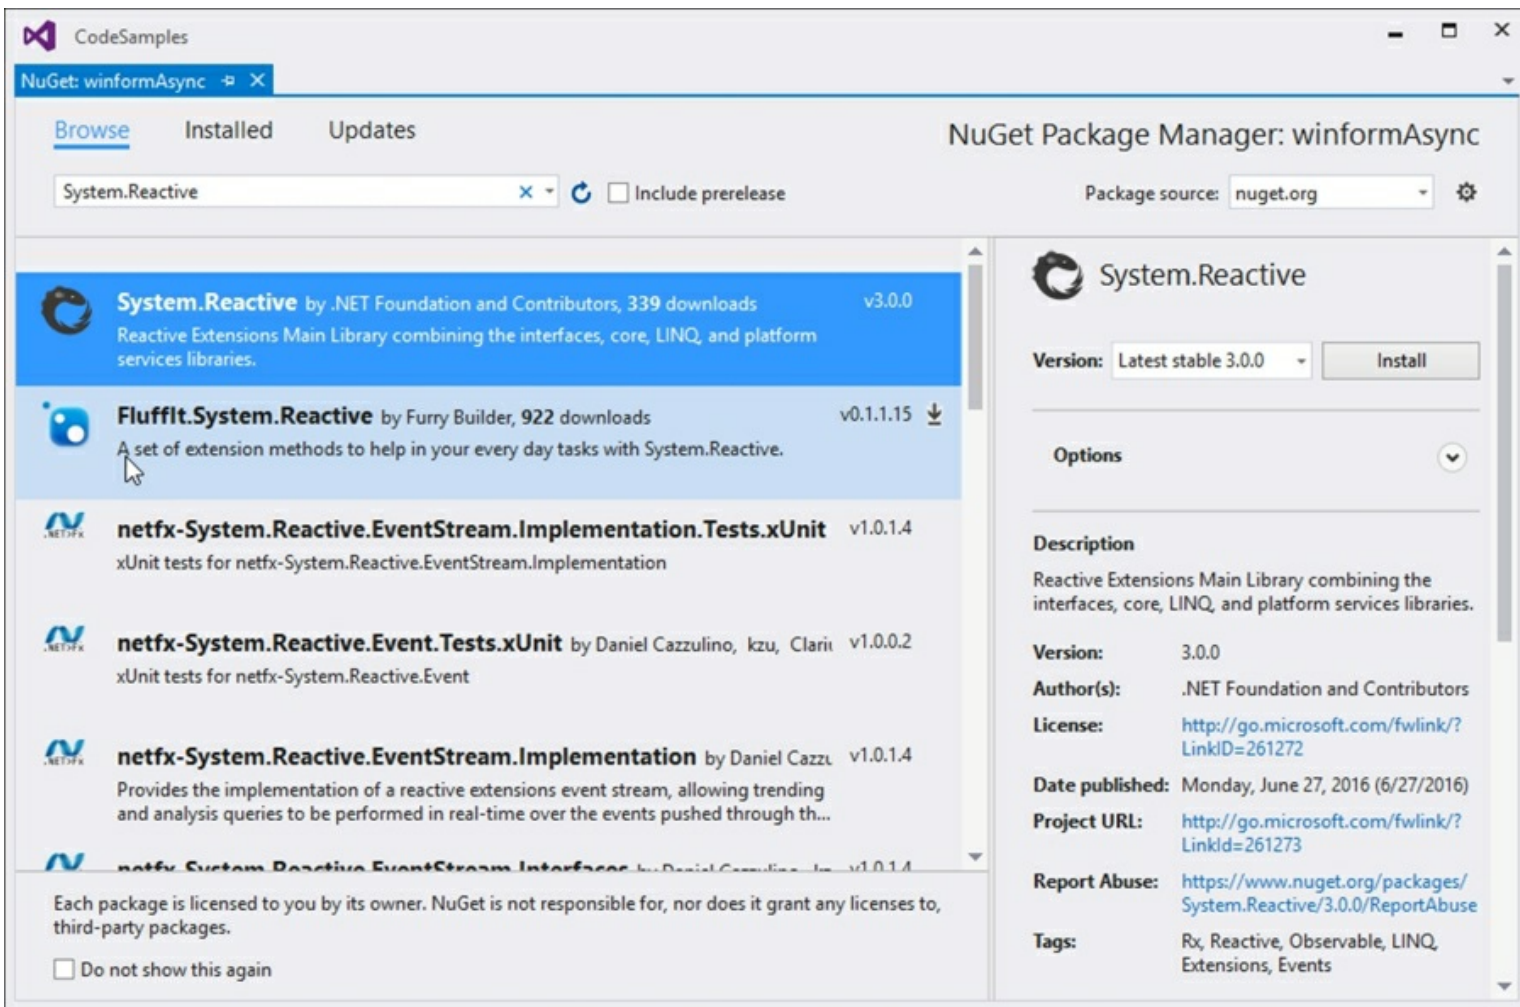 CodeSamples
NuGet: winformAsync
Browse Installed Updates
NuGet Package Manager: winformAsync
System.Reactive
Include prerelease
Package source: nuget.org
System.Reactive by .NET Foundation and Contributors, 339 downloads v3.0.0
Reactive Extensions Main Library combining the interfaces, core, LINQ, and platform
services libraries.
FluffIt.System.Reactive by Furry Builder, 922 downloads v0.1.1.15
A set of extension methods to help in your every day tasks with System.Reactive.
netfx-System.Reactive.EventStream.Implementation.Tests.xUnit v1.0.1.4
xUnit tests for netfx-System.Reactive.EventStream.Implementation
netfx-System.Reactive.Event.Tests.xUnit by Daniel Cazzulino, kzu, v1.0.0.2
xUnit tests for netfx-System.Reactive.Event
netfx-System.Reactive.EventStream.Implementation by Daniel v1.0.1.4
Provides the implementation of a reactive extensions event stream, allowing trending
and analysis queries to be performed in real-time over the events pushed through th...
netfx-System.Reactive.EventStream.Interfaces by Daniel Cazzulino, v1.0.1.4
Each package is licensed to you by its owner. NuGet is not responsible for, nor does it grant any licenses to,
third-party packages.
Do not show this again
System.Reactive
Version: Latest stable 3.0.0 Install
Options
Description
Reactive Extensions Main Library combining the
interfaces, core, LINQ, and platform services libraries.
Version: 3.0.0
Author(s): .NET Foundation and Contributors
License: http://go.microsoft.com/fwlink/?
LinkID=261272
Date published: Monday, June 27, 2016 (6/27/2016)
Project URL: http://go.microsoft.com/fwlink/?
LinkId=261273
Report Abuse: https://www.nuget.org/packages/
System.Reactive/3.0.0/ReportAbuse
Tags: Rx, Reactive, Observable, LINQ,
Extensions, Events